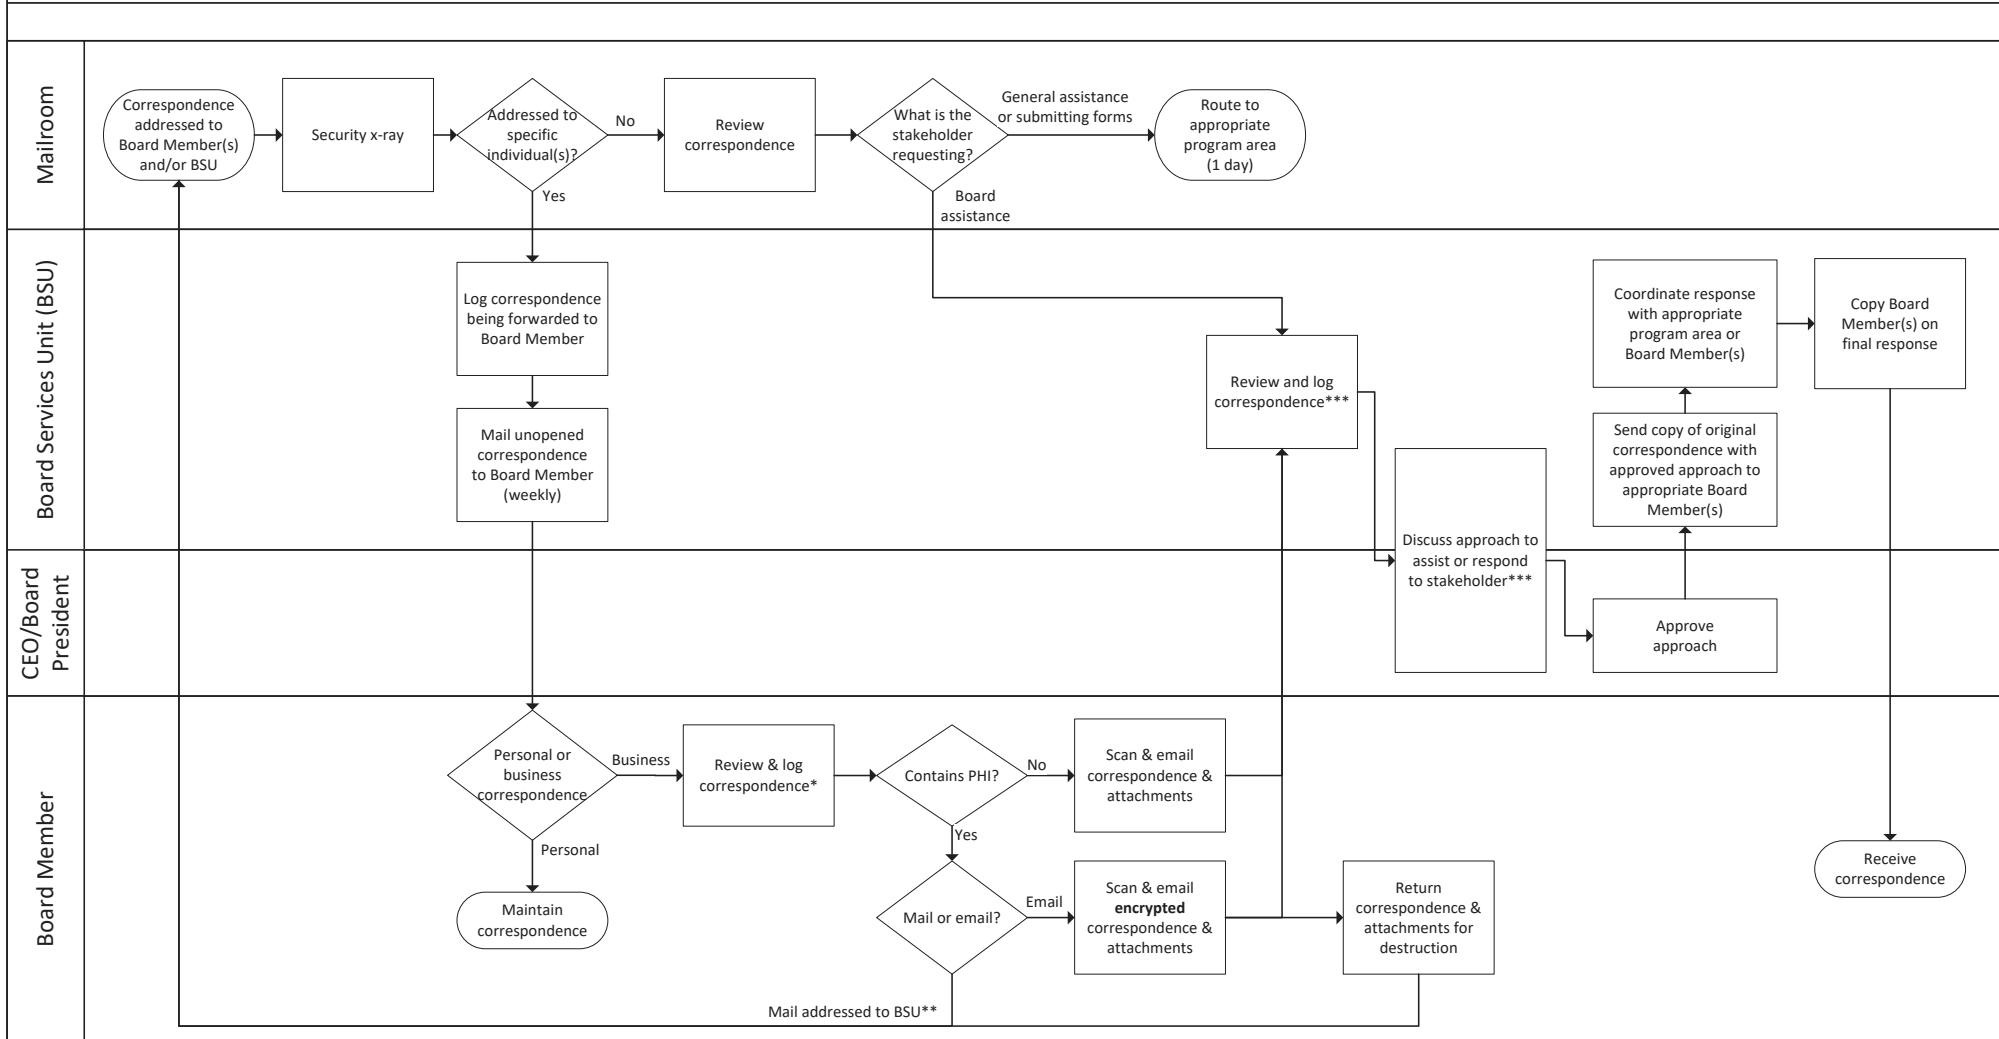 Mailroom
Correspondence
addressed to
Board Member(s)
and/or BSU
Security x-ray
Addressed to
specific
individual(s)?
No
Yes
Review
correspondence
What is the
stakeholder
requesting?
General assistance
or submitting forms
Board
assistance
Route to
appropriate
program area
(1 day)
Board Services Unit (BSU)
Log correspondence
being forwarded to
Board Member
Mail unopened
correspondence
to Board Member
(weekly)
Review and log
correspondence***
Discuss approach to
assist or respond
to stakeholder***
Coordinate response
with appropriate
program area or
Board Member(s)
Send copy of original
correspondence with
approved approach to
appropriate Board
Member(s)
Copy Board
Member(s) on
final response
CEO/Board
President
Approve
approach
Board Member
Personal or
business
correspondence
Business
Personal
Maintain
correspondence
Review & log
correspondence*
Contains PHI?
No
Yes
Scan & email
correspondence &
attachments
Mail or email?
Email
Scan & email
encrypted
correspondence &
attachments
Return
correspondence &
attachments for
destruction
Receive
correspondence
Mail addressed to BSU**